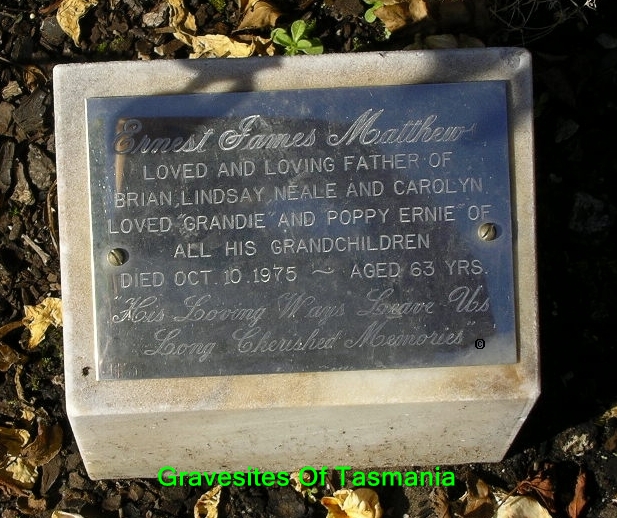 Ernest James Matthews
LOVED AND LOVING FATHER OF
BRIAN, LINDSAY, NEALE AND CAROLYN
LOVED "GRANDIE" AND "POPPY ERNIE" OF
ALL HIS GRANDCHILDREN
DIED OCT. 10. 1975 ~ AGED 63 YRS.
"His Loving Ways Leave Us
Long Cherished Memories"
©
Gravesites Of Tasmania